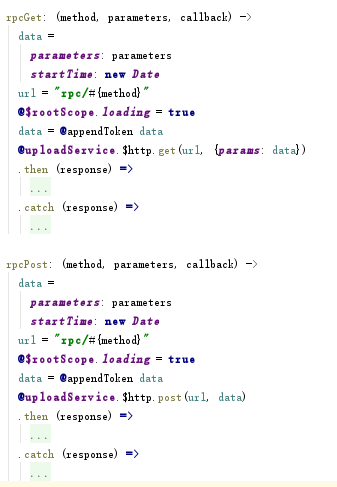 rpcGet: (method, parameters, callback) ->
data =
parameters: parameters
startTime: new Date
url = "rpc/#{method}"
@$rootScope.loading = true
data = @appendToken data
@uploadService.$http.get(url, {params: data})
.then (response) =>
...
.catch (response) =>
...
rpcPost: (method, parameters, callback) ->
data =
parameters: parameters
startTime: new Date
url = "rpc/#{method}"
@$rootScope.loading = true
data = @appendToken data
@uploadService.$http.post(url, data)
.then (response) =>
...
.catch (response) =>
...